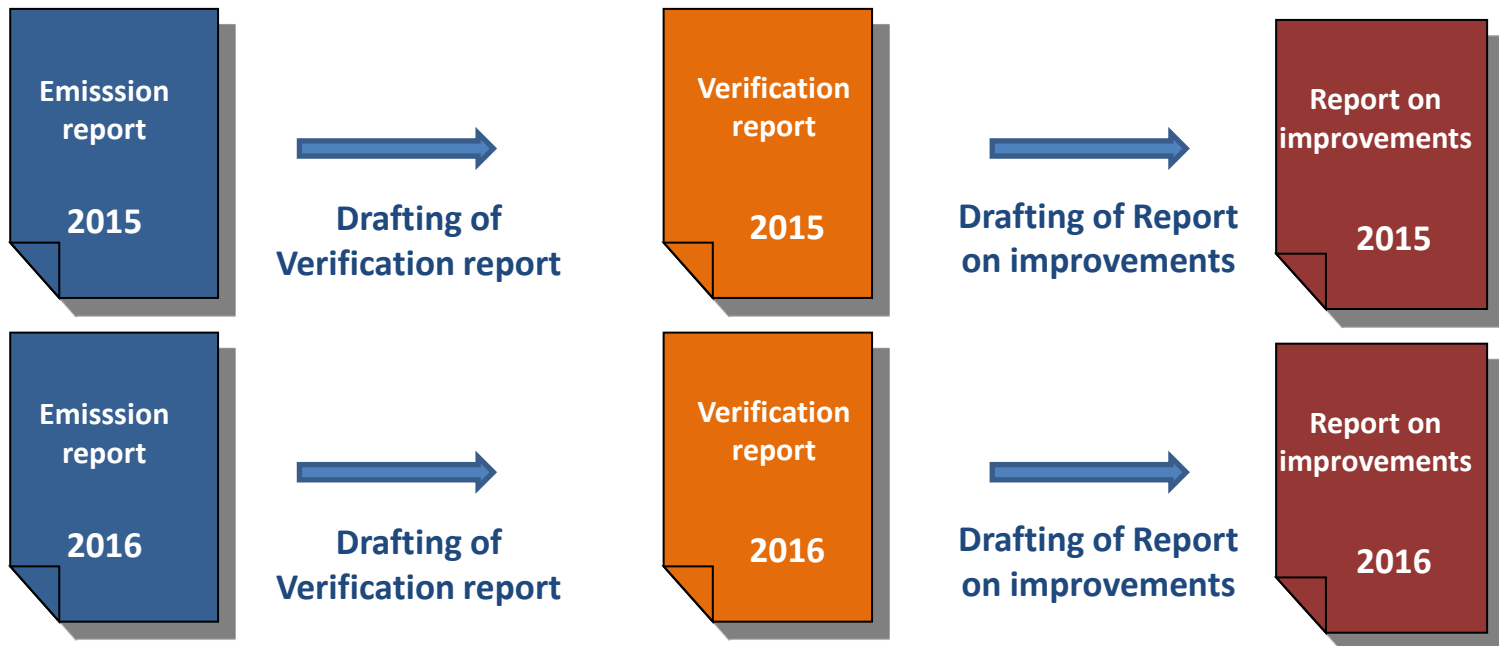 Emisssion
report
2015
Drafting of
Verification report
Verification
report
2015
Drafting of Report
on improvements
Report on
improvements
2015
Emisssion
report
2016
Drafting of
Verification report
Verification
report
2016
Drafting of Report
on improvements
Report on
improvements
2016